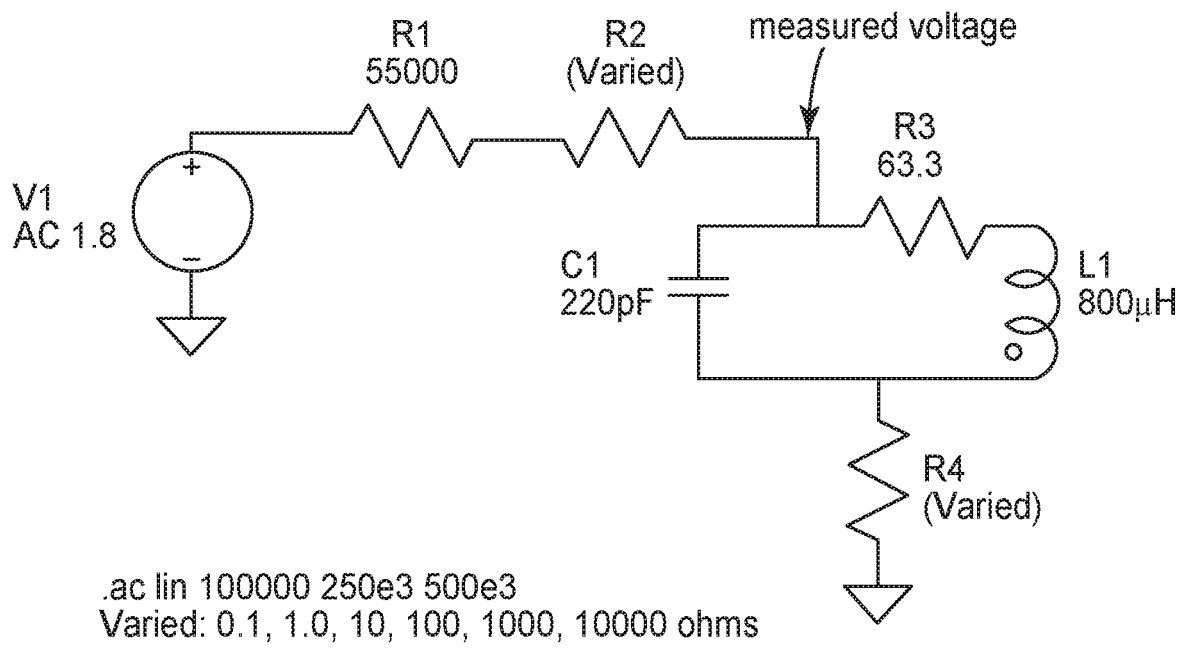 measured voltage
R1
55000
R2
(Varied)
R3
63.3
V1
AC 1.8
+
−
C1
220pF
L1
800μH
R4
(Varied)
.ac lin 100000 250e3 500e3
Varied: 0.1, 1.0, 10, 100, 1000, 10000 ohms